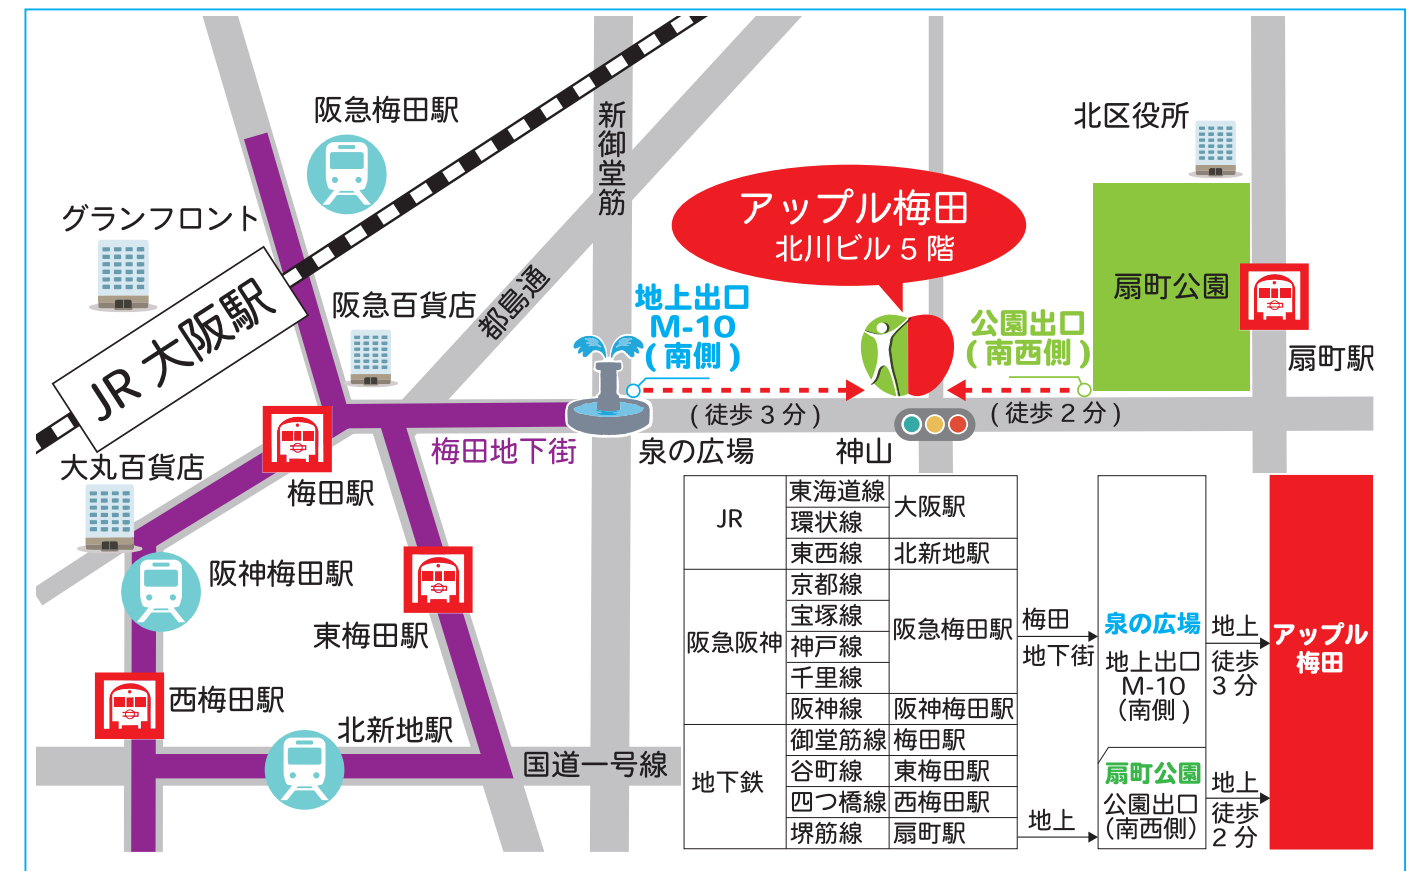 阪急梅田駅
新御堂筋
北区役所
グランフロント
アップル梅田
北川ビル 5 階
JR 大阪駅
阪急百貨店
都島通
地上出口
M-10
(南側)
公園出口
(南西側)
扇町公園
扇町駅
(徒歩 3 分)
(徒歩 2 分)
大丸百貨店
梅田駅
梅田地下街
泉の広場
神山
阪神梅田駅
東梅田駅
西梅田駅
北新地駅
国道一号線
JR
東海道線
環状線
大阪駅
東西線
北新地駅
阪急阪神
京都線
宝塚線
神戸線
千里線
阪急梅田駅
阪神線
阪神梅田駅
地下鉄
御堂筋線
梅田駅
谷町線
東梅田駅
四つ橋線
西梅田駅
堺筋線
扇町駅
梅田
地下街
地上
泉の広場
地上出口
M-10
(南側)
扇町公園
公園出口
(南西側)
地上
徒歩
3 分
地上
徒歩
2 分
アップル
梅田